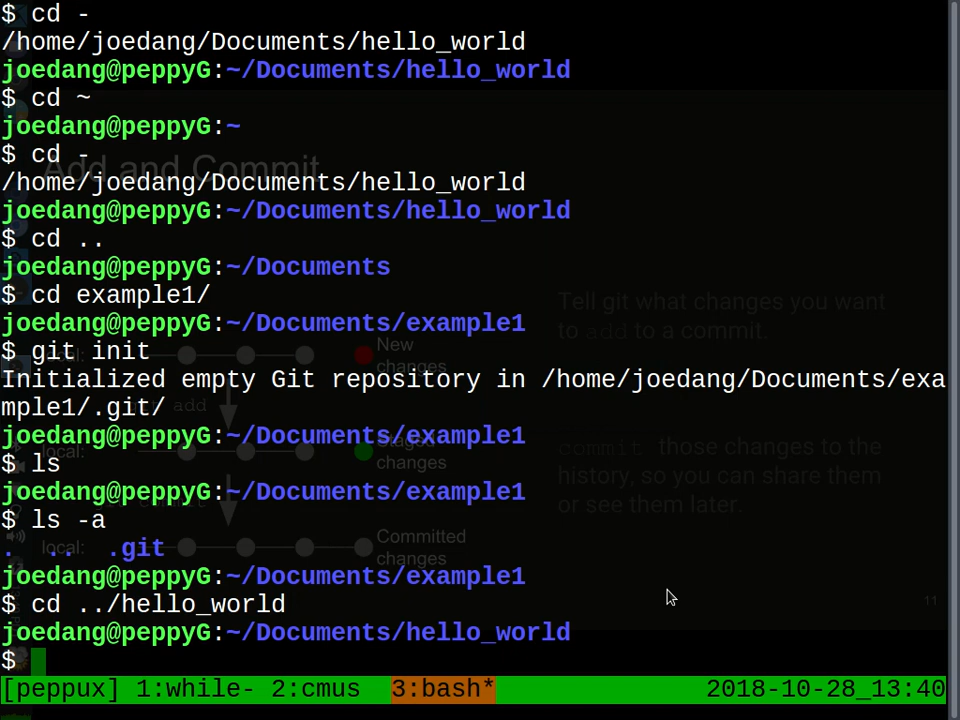 $ cd -
/home/joedang/Documents/hello_world
joedang@peppyG:~/Documents/hello_world
$ cd ~
joedang@peppyG:~
$ cd -
Add and Commit
/home/joedang/Documents/hello_world
joedang@peppyG:~/Documents/hello_world
$ cd ..
joedang@peppyG:~/Documents
$ cd example1/
Tell git what changes you want
to add to a commit.
joedang@peppyG:~/Documents/example1
$ git init
local:
New
changes
Initialized empty Git repository in /home/joedang/Documents/exa
mple1/.git/
add
joedang@peppyG:~/Documents/example1
Staged
changes
local:
commit those changes to the
history, so you can share them
or see them later.
$ ls
joedang@peppyG:~/Documents/example1
$ ls -a
. .. .git
local:
Committed
changes
joedang@peppyG:~/Documents/example1
$ cd ../hello_world
11
joedang@peppyG:~/Documents/hello_world
$
[peppux] 1:while- 2:cmus 3:bash* 2018-10-28_13:40